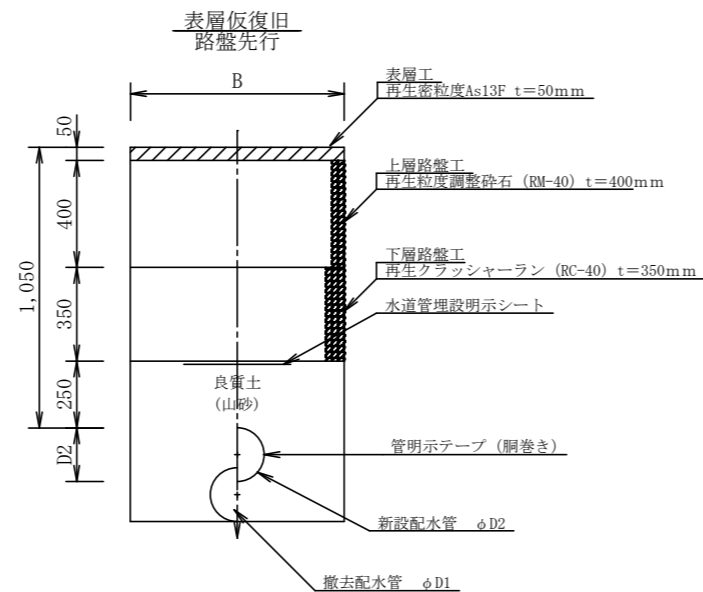 表層仮復旧
路盤先行
B
表層工
再生密粒度As13F t=50mm
50
上層路盤工
再生粒度調整砕石 (RM-40) t=400mm
400
下層路盤工
再生クラッシャーラン (RC-40) t=350mm
1,050
350
水道管埋設明示シート
250
良質土
(山砂)
D2
管明示テープ (胴巻き)
新設配水管 φD2
撤去配水管 φD1